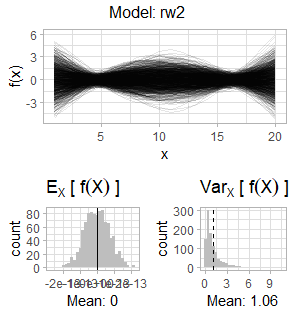 Model: rw2
6
3
0
-3
f(x)
5 10 15 20
x
E_X [ f(X) ] Var_X [ f(X) ]
80
60
40
20
0
count
Mean: 0
300
200
100
0
count
0 3 6 9
Mean: 1.06